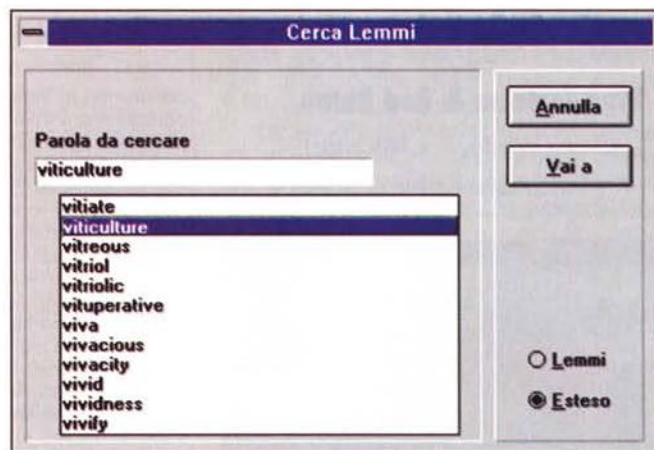 Cerca Lemmi
Parola da cercare
viticulture
vitiate
viticulture
vitreous
vitriol
vitriolic
vituperative
viva
vivacious
vivacity
vivid
vividness
vivify
Annulla
Vai a
Lemmi
Esteso